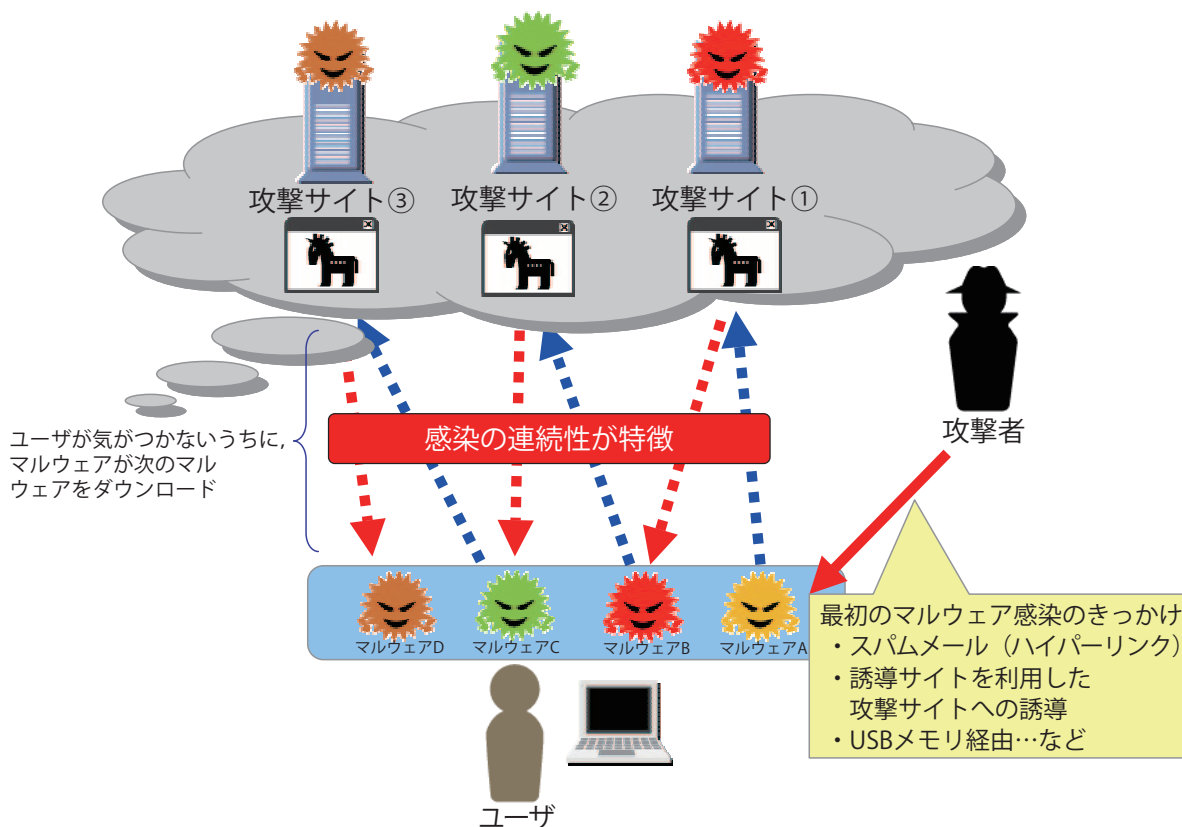 攻撃サイト③
攻撃サイト②
攻撃サイト①
ユーザが気がつかないうちに,
マルウェアが次のマル
ウェアをダウンロード
感染の連続性が特徴
攻撃者
マルウェアD
マルウェアC
マルウェアB
マルウェアA
最初のマルウェア感染のきっかけ
・スパムメール（ハイパーリンク）
・誘導サイトを利用した
攻撃サイトへの誘導
・USBメモリ経由…など
ユーザ